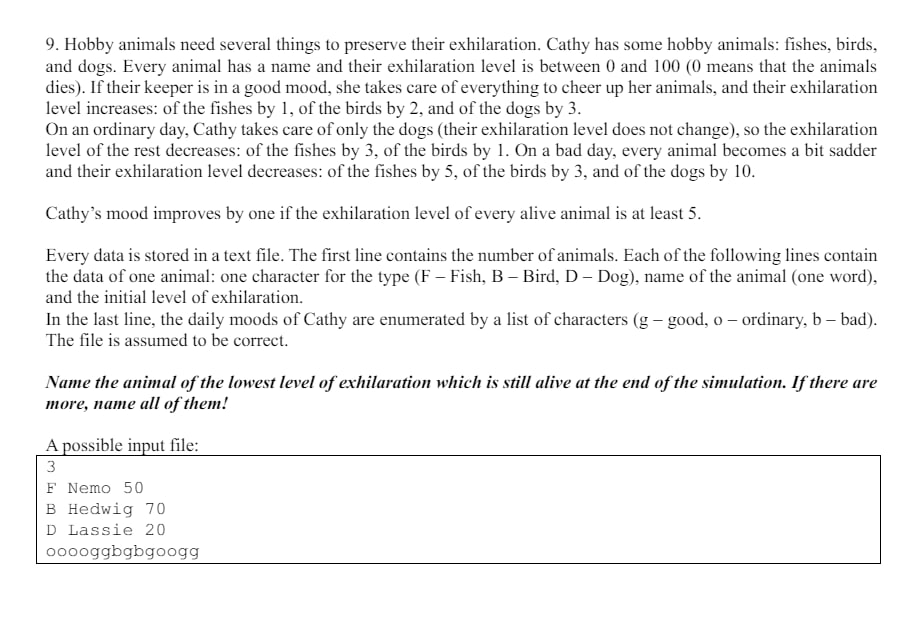 9. Hobby animals need several things to preserve their exhilaration. Cathy has some hobby animals: fishes, birds,
and dogs. Every animal has a name and their exhilaration level is between 0 and 100 (0 means that the animals
dies). If their keeper is in a good mood, she takes care of everything to cheer up her animals, and their exhilaration
level increases: of the fishes by 1, of the birds by 2, and of the dogs by 3.
On an ordinary day, Cathy takes care of only the dogs (their exhilaration level does not change), so the exhilaration
level of the rest decreases: of the fishes by 3, of the birds by 1. On a bad day, every animal becomes a bit sadder
and their exhilaration level decreases: of the fishes by 5, of the birds by 3, and of the dogs by 10.
Cathy’s mood improves by one if the exhilaration level of every alive animal is at least 5.
Every data is stored in a text file. The first line contains the number of animals. Each of the following lines contain
the data of one animal: one character for the type (F – Fish, B – Bird, D – Dog), name of the animal (one word),
and the initial level of exhilaration.
In the last line, the daily moods of Cathy are enumerated by a list of characters (g – good, o – ordinary, b – bad).
The file is assumed to be correct.
Name the animal of the lowest level of exhilaration which is still alive at the end of the simulation. If there are
more, name all of them!
A possible input file:
3
F Nemo 50
B Hedwig 70
D Lassie 20
ooooggbgbgoogg